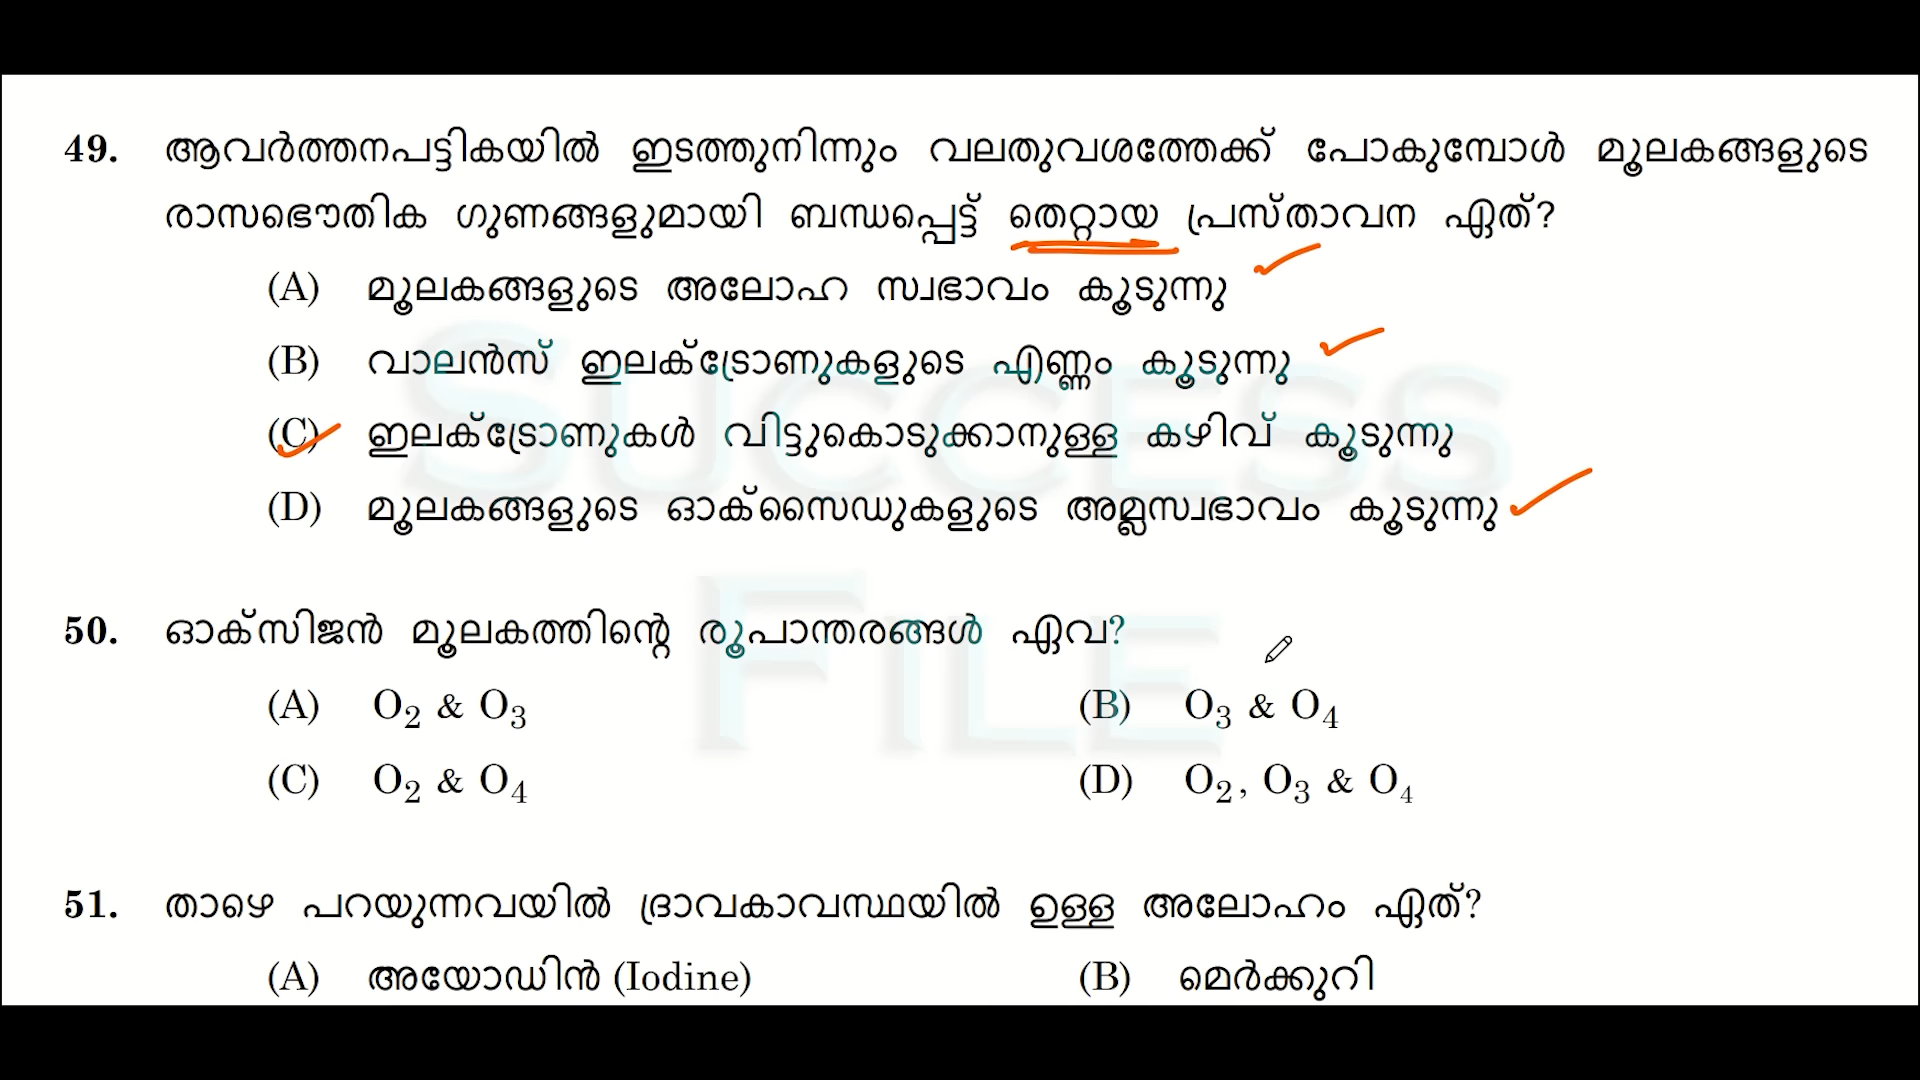 49. ആവർത്തനപട്ടികയിൽ ഇടത്തുനിന്നും വലതുവശത്തേക്ക് പോകുമ്പോൾ മൂലകങ്ങളുടെ
രാസഭൌതിക ഗുണങ്ങളുമായി ബന്ധപ്പെട്ട് തെറ്റായ പ്രസ്താവന ഏത്?
(A) മൂലകങ്ങളുടെ അലോഹ സ്വഭാവം കൂടുന്നു
(B) വാലൻസ് ഇലക്ട്രോണുകളുടെ എണ്ണം കൂടുന്നു
(C) ഇലക്ട്രോണുകൾ വിട്ടുകൊടുക്കാനുള്ള കഴിവ് കൂടുന്നു
(D) മൂലകങ്ങളുടെ ഓക്സൈഡുകളുടെ അമ്ലസ്വഭാവം കൂടുന്നു
SUCCESS
FILE
50. ഓക്സിജൻ മൂലകത്തിന്റെ രൂപാന്തരങ്ങൾ ഏവ?
(A) O₂ & O₃ (B) O₃ & O₄
(C) O₂ & O₄ (D) O₂, O₃ & O₄
51. താഴെ പറയുന്നവയിൽ ദ്രാവകാവസ്ഥയിൽ ഉള്ള അലോഹം ഏത്?
(A) അയോഡിൻ (Iodine) (B) മെർക്കുറി